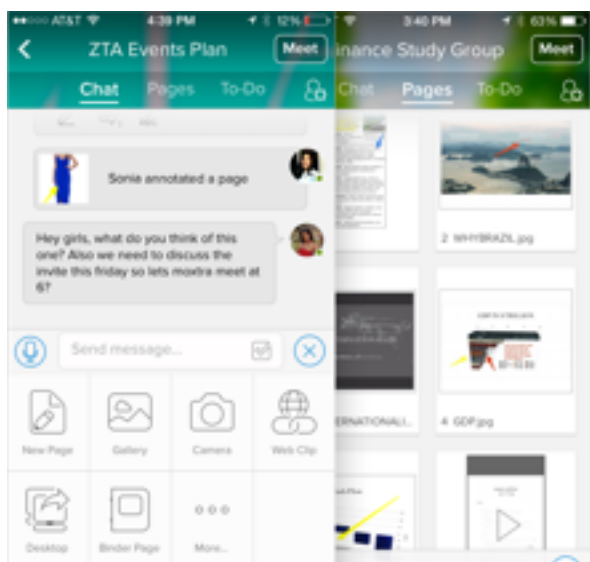 AT&T 4:39 PM 12%
ZTA Events Plan Meet
Chat Pages To-Do
Sonia annotated a page
Hey girls, what do you think of this
one? Also we need to discuss the
invite this friday so lets moxtra meet at
6?
Send message...
New Page Gallery Camera Web Clip
Desktop Binder Page More...
3:40 PM 63%
inance Study Group Meet
Chat Pages To-Do
2 WHYBRAZIL.jpg
ERNATIONALI...
4 GDP.jpg